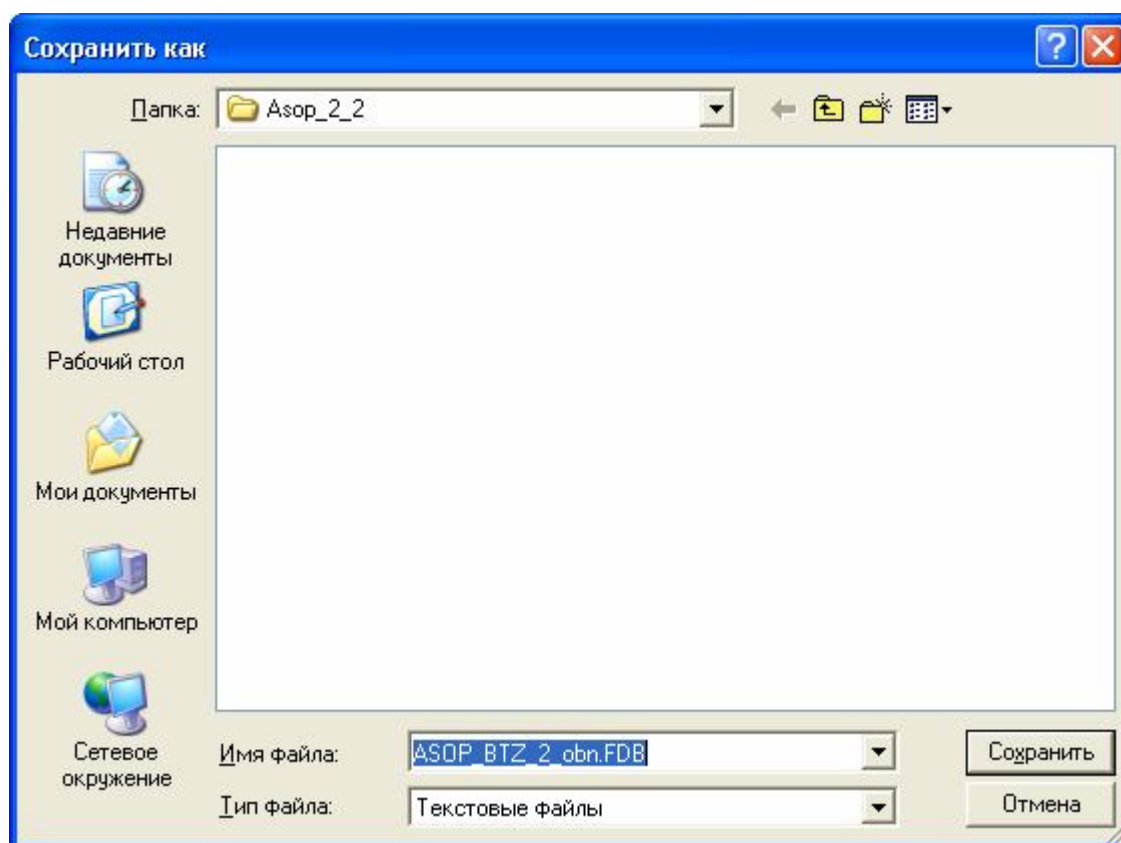 Сохранить как
Папка:
Asop_2_2
Недавние
документы
Рабочий стол
Мои документы
Мой компьютер
Сетевое
окружение
Имя файла:
ASOP_BTZ_2_obn.FDB
Сохранить
Тип файла:
Текстовые файлы
Отмена